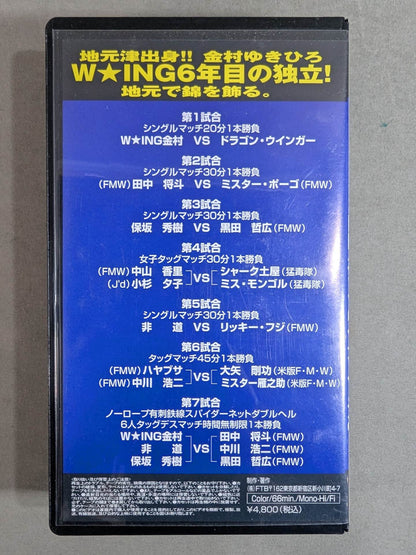 地元津出身!! 金村ゆきひろ
W★ING6年目の独立!
地元で錦を飾る。
第1試合
シングルマッチ20分1本勝負
W★ING金村 VS ドラゴン・ウインガー
第2試合
シングルマッチ30分1本勝負
(FMW)田中 将斗 VS ミスター・ポーゴ(FMW)
第3試合
シングルマッチ30分1本勝負
保坂 秀樹 VS 黒田 哲広(FMW)
第4試合
女子タッグマッチ30分1本勝負
(FMW)中山 香里 VS シャーク土屋(猛毒隊)
(J'd)小杉 夕子 ミス・モンゴル(猛毒隊)
第5試合
シングルマッチ30分1本勝負
非 道 VS リッキー・フジ(FMW)
第6試合
タッグマッチ45分1本勝負
(FMW)ハヤブサ VS 大矢 剛功(米版F・M・W)
(FMW)中川 浩二 ミスター雁之助(米版F・M・W)
第7試合
ノーロープ有刺鉄線スパイダーネットダブルヘル
6人タッグデスマッチ時間無制限1本勝負
W★ING金村 田中 将斗(FMW)
非 道 VS 中川 浩二(FMW)
保坂 秀樹 黒田 哲広(FMW)
制作・著作
(有)FTB〒162東京都新宿区新小川町4-7
Color/66min./Mono-Hi/Fi
¥4,800(税込)